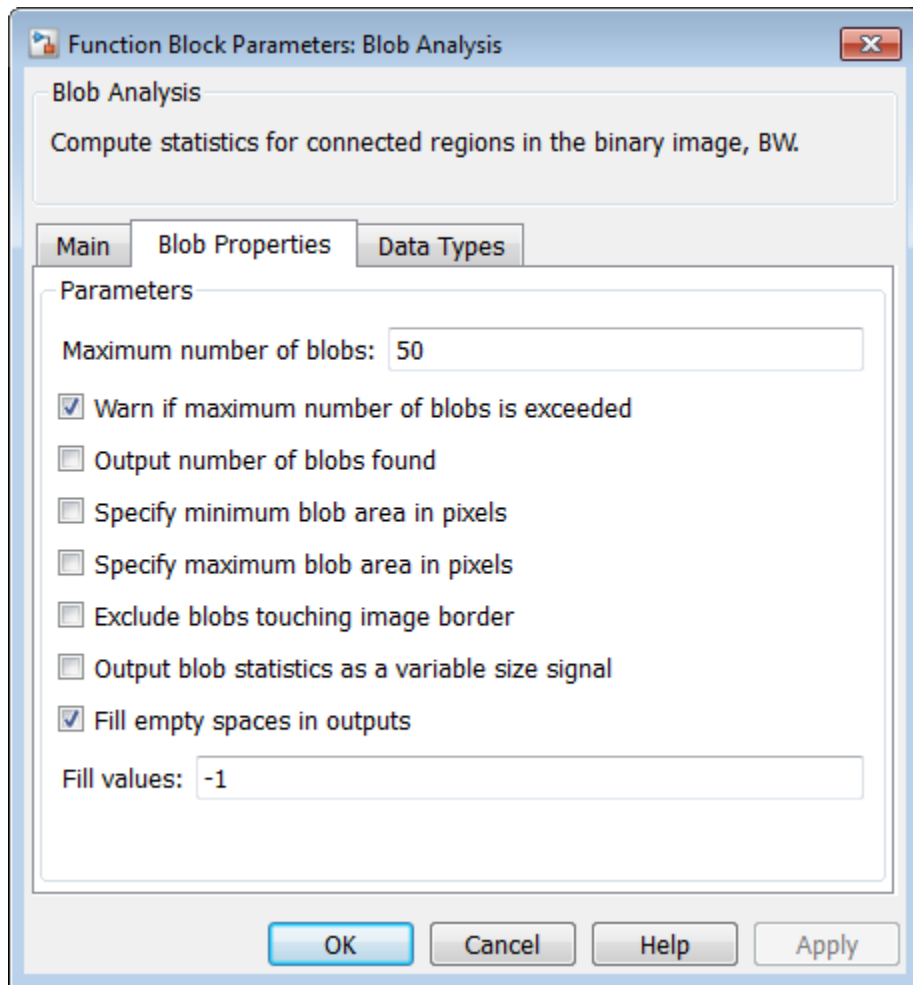 Function Block Parameters: Blob Analysis
Blob Analysis
Compute statistics for connected regions in the binary image, BW.
Main Blob Properties Data Types
Parameters
Maximum number of blobs: 50
Warn if maximum number of blobs is exceeded
Output number of blobs found
Specify minimum blob area in pixels
Specify maximum blob area in pixels
Exclude blobs touching image border
Output blob statistics as a variable size signal
Fill empty spaces in outputs
Fill values: -1
OK Cancel Help Apply